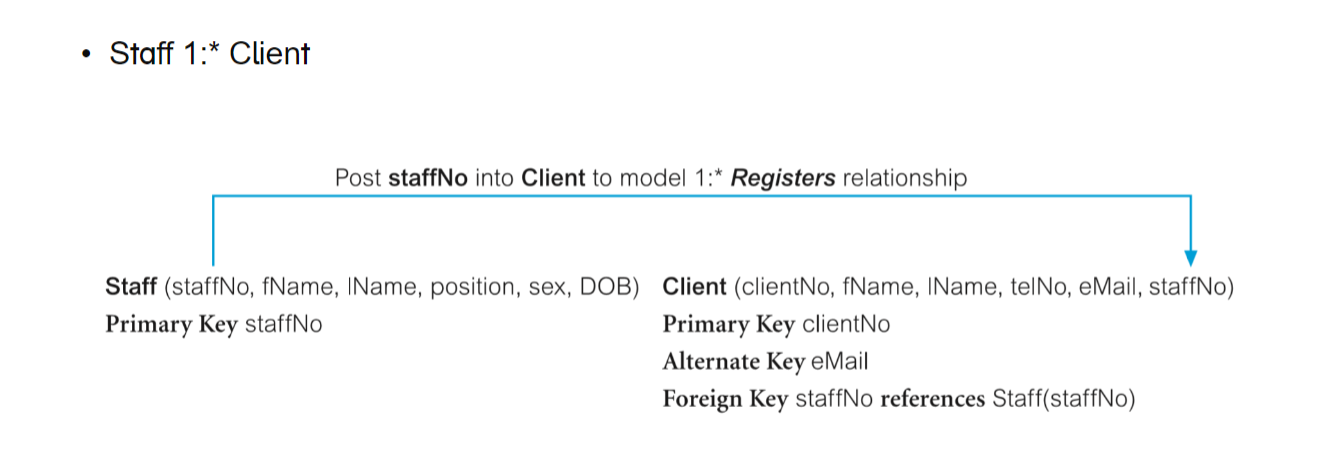 • Staff 1:* Client
Post staffNo into Client to model 1:* Registers relationship
Staff (staffNo, fName, lName, position, sex, DOB)
Primary Key staffNo
Client (clientNo, fName, lName, telNo, eMail, staffNo)
Primary Key clientNo
Alternate Key eMail
Foreign Key staffNo references Staff(staffNo)